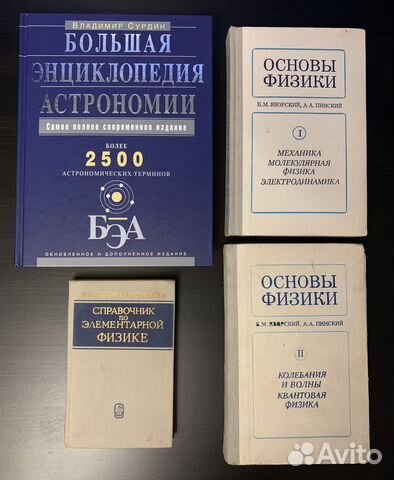 Владимир Сурдин
БОЛЬШАЯ
ЭНЦИКЛОПЕДИЯ
АСТРОНОМИИ
Самое полное современное издание
БОЛЕЕ
2500
АСТРОНОМИЧЕСКИХ ТЕРМИНОВ
БЭА
ОБНОВЛЕННОЕ И ДОПОЛНЕННОЕ ИЗДАНИЕ
ОСНОВЫ
ФИЗИКИ
Б.М. ЯВОРСКИЙ, А.А. ПИНСКИЙ
I
МЕХАНИКА
МОЛЕКУЛЯРНАЯ
ФИЗИКА
ЭЛЕКТРОДИНАМИКА
СПРАВОЧНИК ПО
ЭЛЕМЕНТАРНОЙ
ФИЗИКЕ
ОСНОВЫ
ФИЗИКИ
Б.М. ЯВОРСКИЙ, А.А. ПИНСКИЙ
II
КОЛЕБАНИЯ
И ВОЛНЫ
КВАНТОВАЯ
ФИЗИКА
Avito